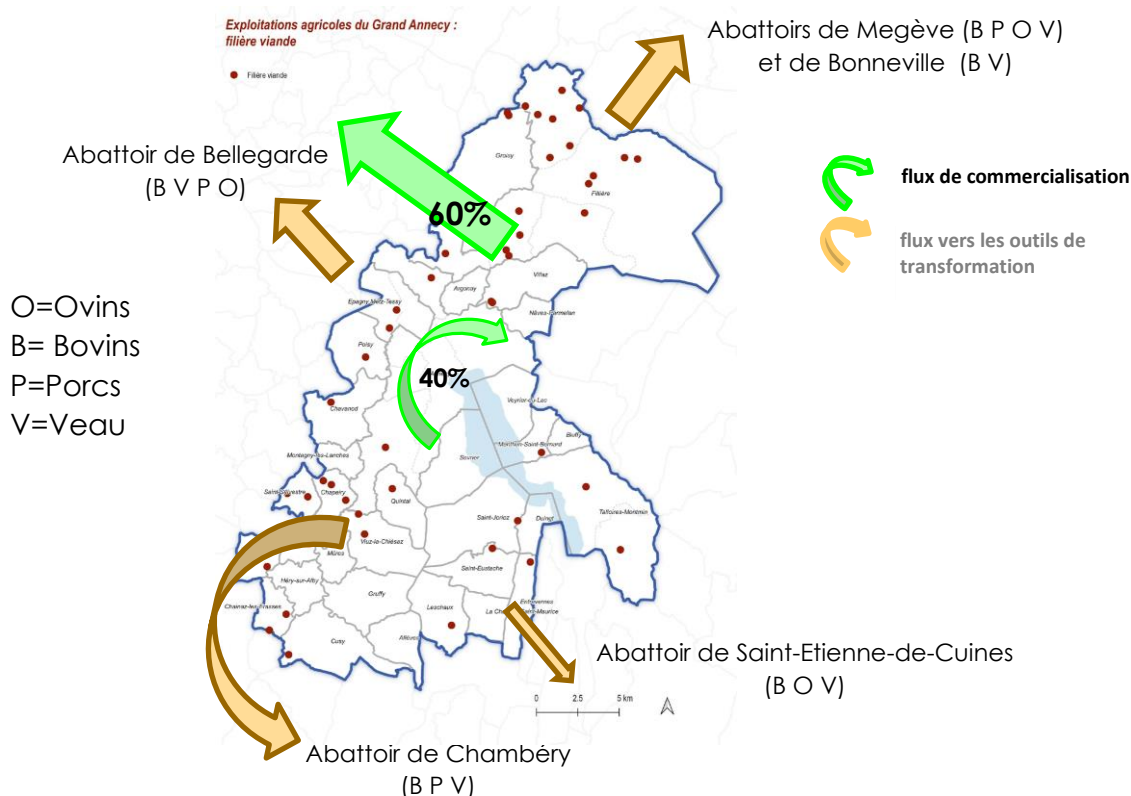 Exploitations agricoles du Grand Annecy :
filière viande
Filière viande
Abattoirs de Megève (B P O V)
et de Bonneville (B V)
Abattoir de Bellegarde
(B V P O)
flux de commercialisation
flux vers les outils de
transformation
O=Ovins
B= Bovins
P=Porcs
V=Veau
60%
40%
Groisy
Fillière
Villaz
Argonay
Epagny Metz-Tessy
Nâves-Parmelan
Poisy
Chavanod
Veyrier-du-Lac
Bluffy
Menthon-Saint-Bernard
Montagny-les-Lanches
Sevrier
Saint-Sylvestre
Chapeiry
Quintal
Saint-Jorioz
Duingt
Talloires-Montmin
Viuz-la-Chiésaz
Mûres
Saint-Eustache
Héry-sur-Alby
Gruffy
Leschaux
Entrevernes
La Chapelle-Saint-Maurice
Chainaz-les-Frasses
Cusy
Allèves
Abattoir de Saint-Etienne-de-Cuines
(B O V)
0 2.5 5 km
Abattoir de Chambéry
(B P V)